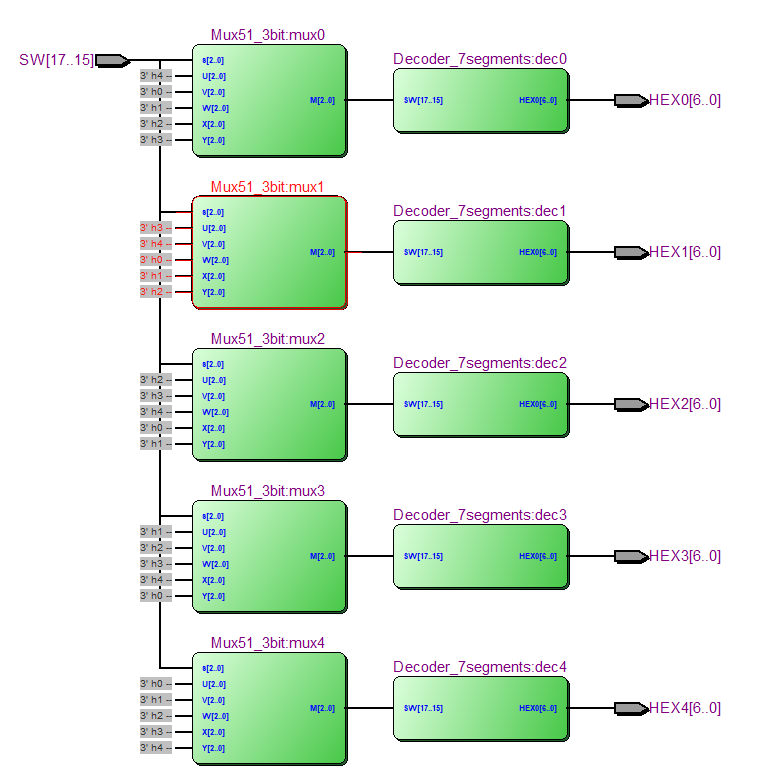 Mux51_3bit:mux0
SW[17..15]
s[2..0]
3' h4 --
U[2..0]
3' h0 --
V[2..0]
3' h1 --
W[2..0]
3' h2 --
X[2..0]
3' h3 --
Y[2..0]
M[2..0]
Decoder_7segments:dec0
SW[17..15]
HEX0[6..0]
HEX0[6..0]
Mux51_3bit:mux1
s[2..0]
3' h3 --
U[2..0]
3' h4 --
V[2..0]
3' h0 --
W[2..0]
3' h1 --
X[2..0]
3' h2 --
Y[2..0]
M[2..0]
Decoder_7segments:dec1
SW[17..15]
HEX0[6..0]
HEX1[6..0]
Mux51_3bit:mux2
s[2..0]
3' h2 --
U[2..0]
3' h3 --
V[2..0]
3' h4 --
W[2..0]
3' h0 --
X[2..0]
3' h1 --
Y[2..0]
M[2..0]
Decoder_7segments:dec2
SW[17..15]
HEX0[6..0]
HEX2[6..0]
Mux51_3bit:mux3
s[2..0]
3' h1 --
U[2..0]
3' h2 --
V[2..0]
3' h3 --
W[2..0]
3' h4 --
X[2..0]
3' h0 --
Y[2..0]
M[2..0]
Decoder_7segments:dec3
SW[17..15]
HEX0[6..0]
HEX3[6..0]
Mux51_3bit:mux4
s[2..0]
3' h0 --
U[2..0]
3' h1 --
V[2..0]
3' h2 --
W[2..0]
3' h3 --
X[2..0]
3' h4 --
Y[2..0]
M[2..0]
Decoder_7segments:dec4
SW[17..15]
HEX0[6..0]
HEX4[6..0]